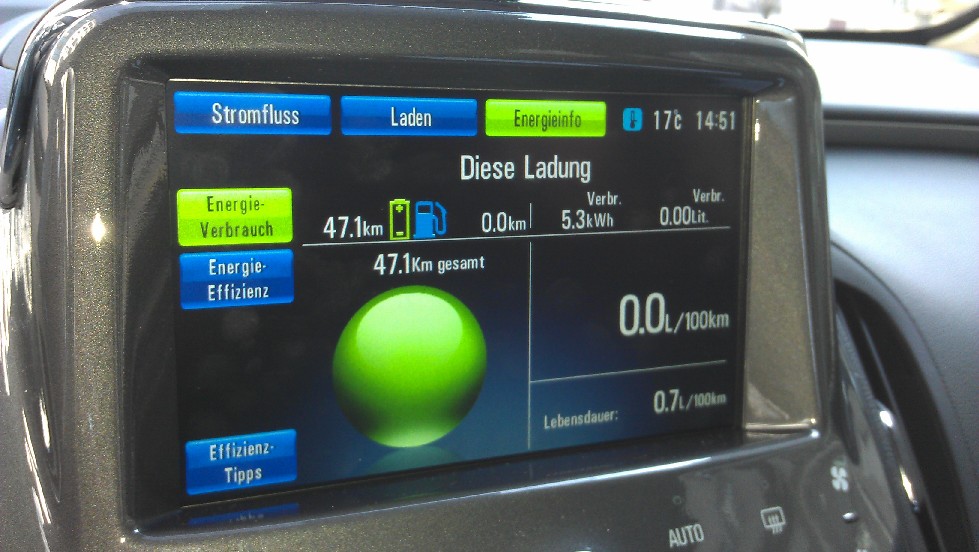 Stromfluss Laden Energieinfo 17°C 14:51
Diese Ladung
Energie-
Verbrauch
47.1km 0.0km
Verbr.
5.3kWh
Verbr.
0.00Lit.
Energie-
Effizienz
47.1Km gesamt
0.0L/100km
Lebensdauer: 0.7L/100km
Effizienz-
Tipps
AUTO